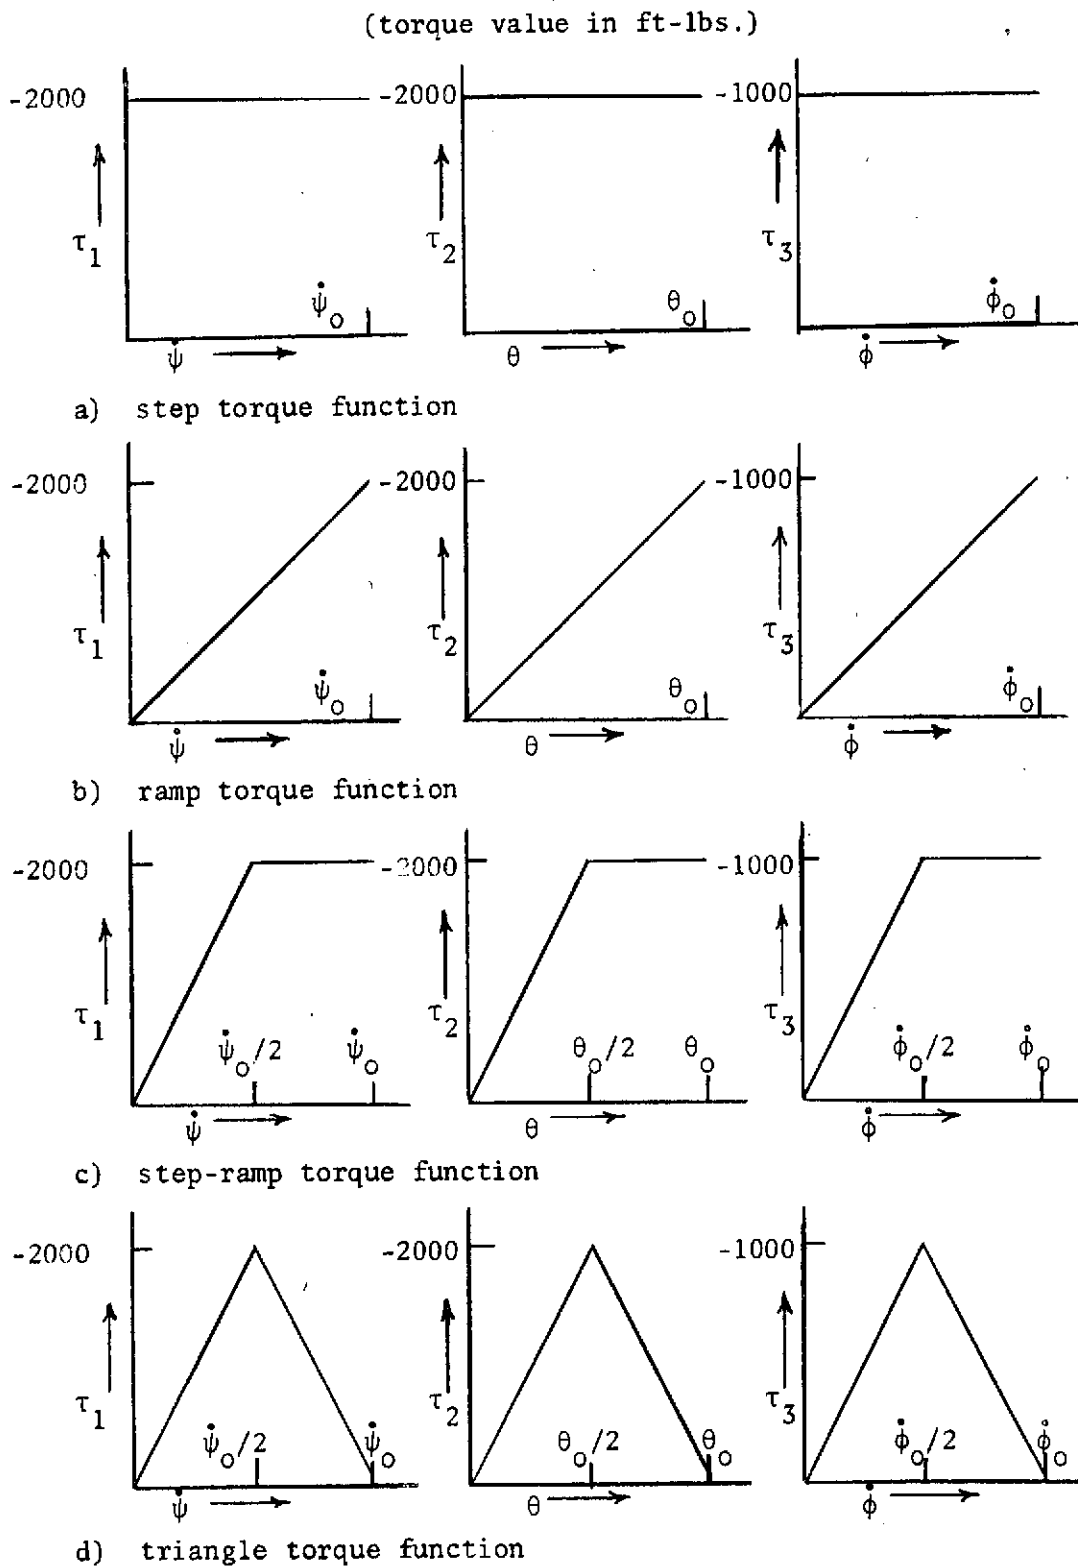 (torque value in ft-lbs.)
-2000 -2000 -1000
τ1 τ2 τ3
ψ̇o θo ϕ̇o
ψ̇ θ ϕ̇
a) step torque function
-2000 -2000 -1000
τ1 τ2 τ3
ψ̇o θo ϕ̇o
ψ̇ θ ϕ̇
b) ramp torque function
-2000 -2000 -1000
τ1 τ2 τ3
ψ̇o/2 ψ̇o θo/2 θo ϕ̇o/2 ϕ̇o
ψ̇ θ ϕ̇
c) step-ramp torque function
-2000 -2000 -1000
τ1 τ2 τ3
ψ̇o/2 ψ̇o θo/2 θo ϕ̇o/2 ϕ̇o
ψ̇ θ ϕ̇
d) triangle torque function